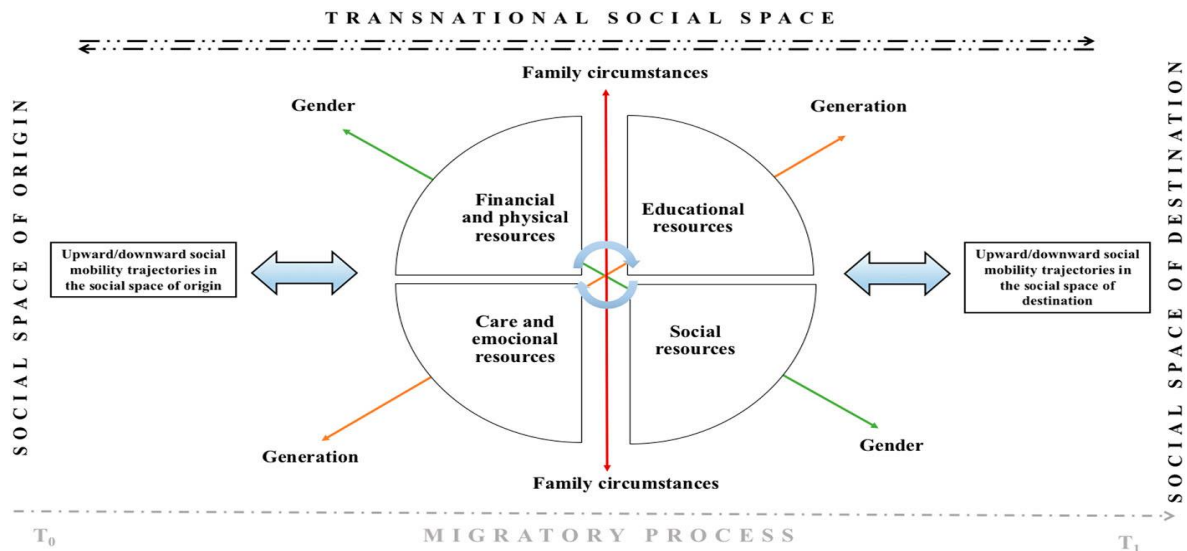 TRANSNATIONAL SOCIAL SPACE
SOCIAL SPACE OF ORIGIN
Family circumstances
Gender
Generation
Financial
and physical
resources
Educational
resources
Upward/downward social
mobility trajectories in
the social space of origin
Upward/downward social
mobility trajectories in
the social space of
destination
Care and
emocional
resources
Social
resources
Generation
Gender
Family circumstances
SOCIAL SPACE OF DESTINATION
T0
MIGRATORY PROCESS
T1